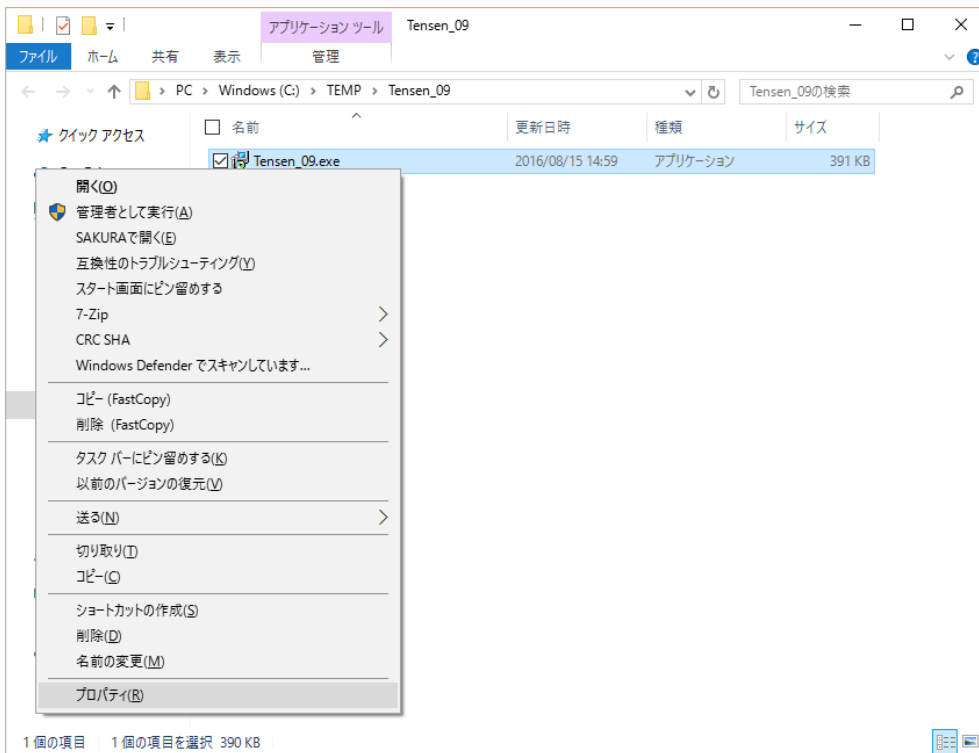 アプリケーション ツール
Tensen_09
ファイル
ホーム
共有
表示
管理
PC
Windows (C:)
TEMP
Tensen_09
Tensen_09の検索
クイック アクセス
名前
更新日時
種類
サイズ
Tensen_09.exe
2016/08/15 14:59
アプリケーション
391 KB
開く(O)
管理者として実行(A)
SAKURAで開く(E)
互換性のトラブルシューティング(Y)
スタート画面にピン留めする
7-Zip
CRC SHA
Windows Defender でスキャンしています...
コピー (FastCopy)
削除 (FastCopy)
タスク バーにピン留めする(K)
以前のバージョンの復元(V)
送る(N)
切り取り(T)
コピー(C)
ショートカットの作成(S)
削除(D)
名前の変更(M)
プロパティ(R)
1 個の項目
1 個の項目を選択 390 KB